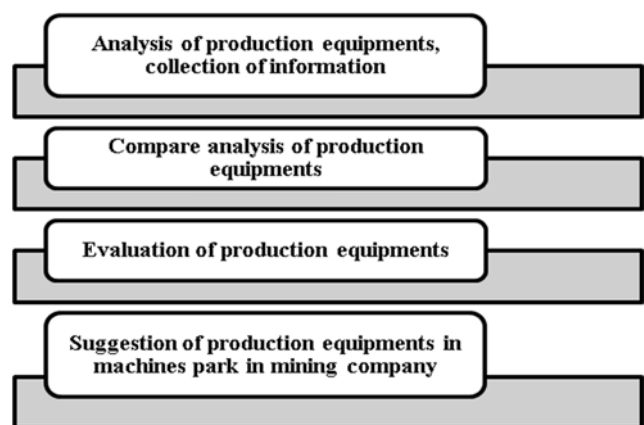 Analysis of production equipments,
collection of information
Compare analysis of production
equipments
Evaluation of production equipments
Suggestion of production equipments in
machines park in mining company